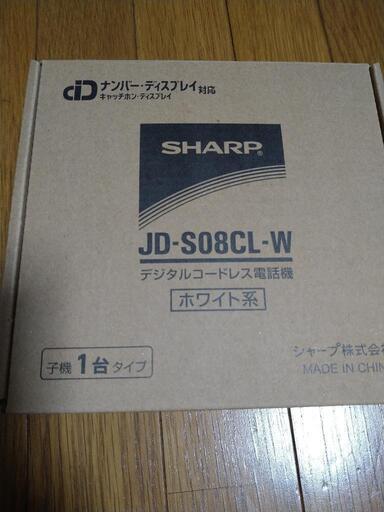 ナンバー・ディスプレイ対応
キャッチホン・ディスプレイ
SHARP®
JD-S08CL-W
デジタルコードレス電話機
ホワイト系
子機1台タイプ
シャープ株式会
MADE IN CHIN